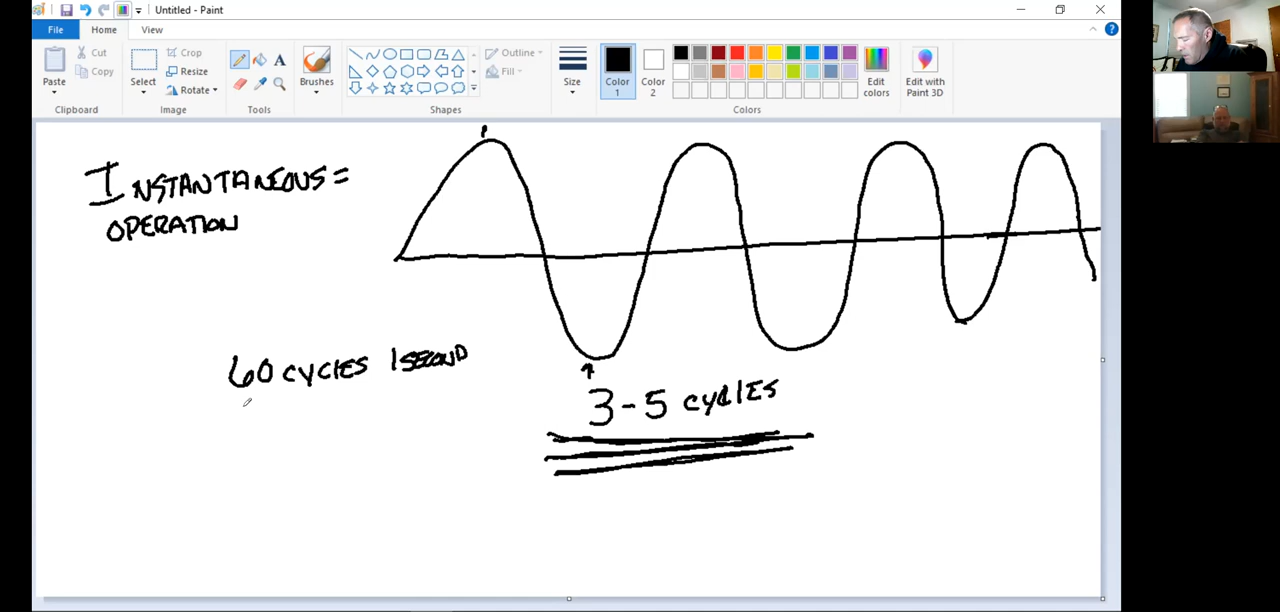 Untitled - Paint
File
Home
View
Paste
Cut
Copy
Clipboard
Select
Crop
Resize
Rotate
Image
A
Tools
Brushes
Outline
Fill
Shapes
Size
Color
1
Color
2
Edit
colors
Colors
Edit with
Paint 3D
INSTANTANEOUS =
OPERATION
60 CYCLES 1 SECOND
3-5 CYCLES